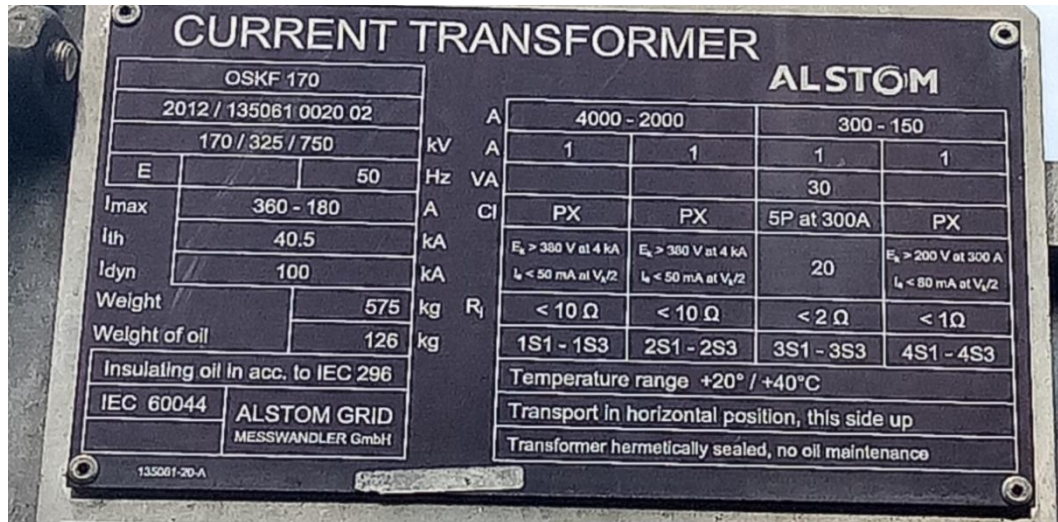 CURRENT TRANSFORMER
ALSTOM
OSKF 170
2012 / 135061 0020 02
170 / 325 / 750 kV
E 50 Hz
Imax 360 - 180 A
Ith 40.5 kA
Idyn 100 kA
Weight 575 kg
Weight of oil 126 kg
Insulating oil in acc. to IEC 296
IEC 60044
ALSTOM GRID
MESSWANDLER GmbH
135061-20-A
A 4000 - 2000 300 - 150
A 1 1 1 1
VA 30
Cl PX PX 5P at 300A PX
Ek > 380 V at 4 kA Ek > 380 V at 4 kA 20 Ek > 200 V at 300 A
Ie < 50 mA at Vk/2 Ie < 50 mA at Vk/2 Ie < 80 mA at Vk/2
Ri < 10 Ω < 10 Ω < 2 Ω < 1Ω
1S1 - 1S3 2S1 - 2S3 3S1 - 3S3 4S1 - 4S3
Temperature range +20° / +40°C
Transport in horizontal position, this side up
Transformer hermetically sealed, no oil maintenance